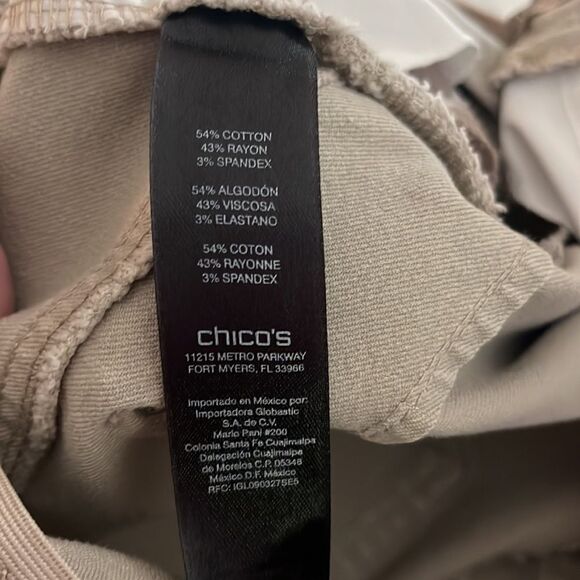 54% COTTON
43% RAYON
3% SPANDEX
54% ALGODÓN
43% VISCOSA
3% ELASTANO
54% COTON
43% RAYONNE
3% SPANDEX
chico's
11215 METRO PARKWAY
FORT MYERS, FL 33966
Importado en México por:
Importadora Globastic
S.A. de C.V.
Mario Pani #200
Colonia Santa Fe Cuajimalpa
Delegación Cuajimalpa
de Morelos C.P. 05348
México D.F. México
RFC: IGL090327SE5